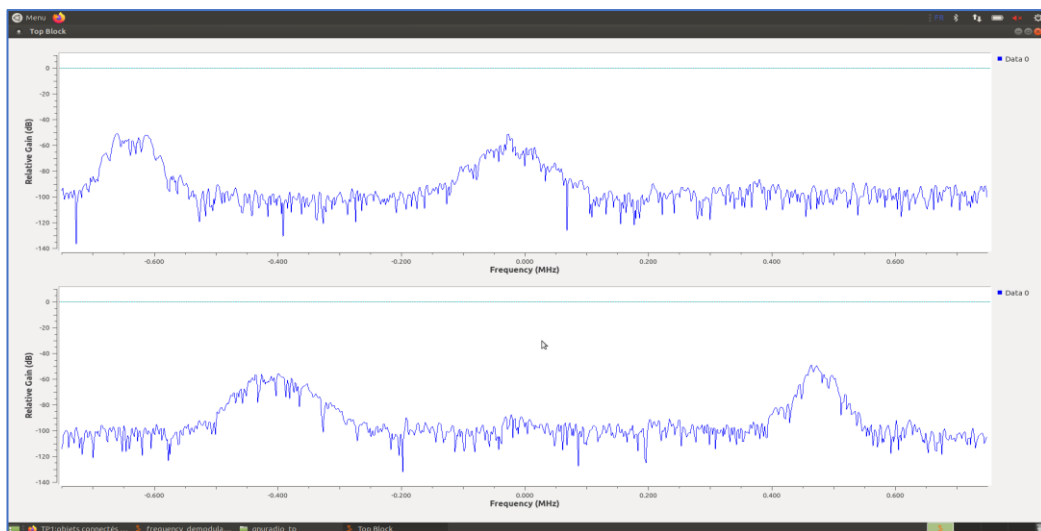 Menu
Top Block
Data 0
0
-20
-40
-60
-80
-100
-120
-140
Relative Gain (dB)
-0.600 -0.400 -0.200 0.000 0.200 0.400 0.600
Frequency (MHz)
Data 0
0
-20
-40
-60
-80
-100
-120
-140
Relative Gain (dB)
-0.600 -0.400 -0.200 0.000 0.200 0.400 0.600
Frequency (MHz)
TP1:objets connectés ... frequency_demodula... gnuradio_tp Top Block